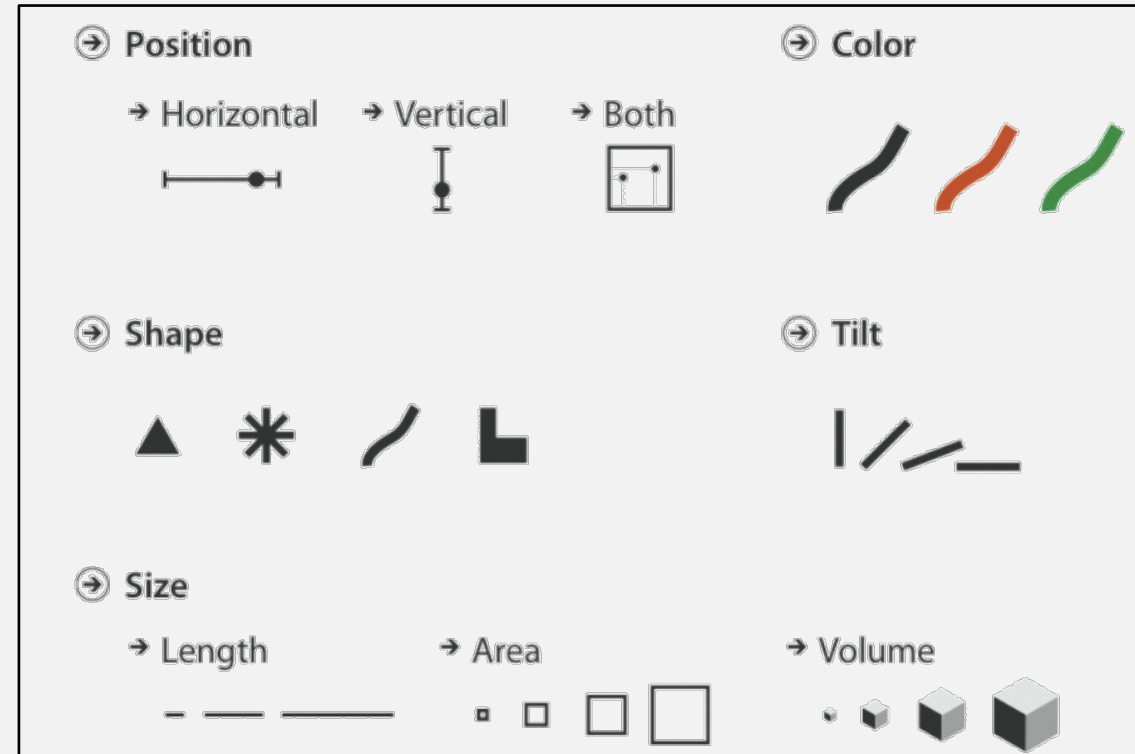 Position
Color
Horizontal Vertical Both
Shape
Tilt
Size
Length Area Volume